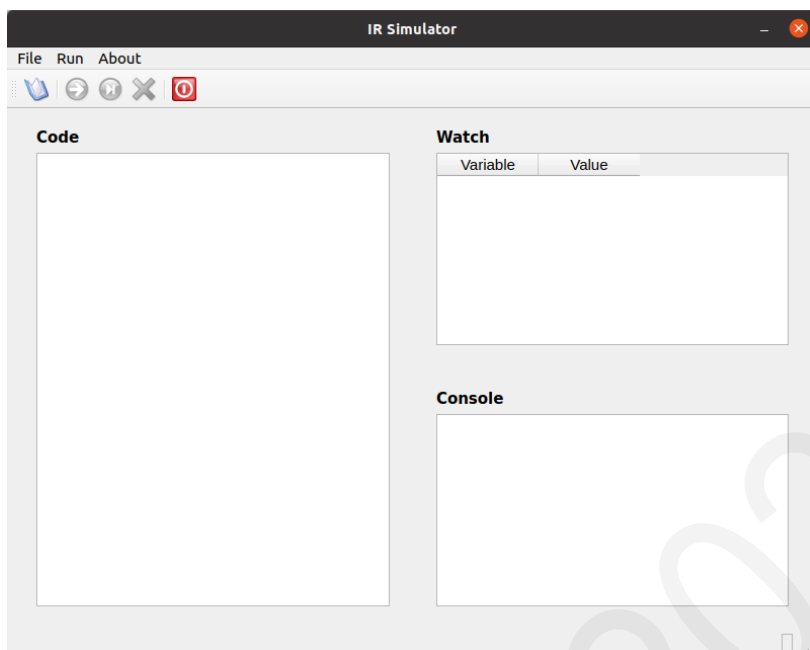 IR Simulator
File Run About
Code
Watch
Variable Value
Console